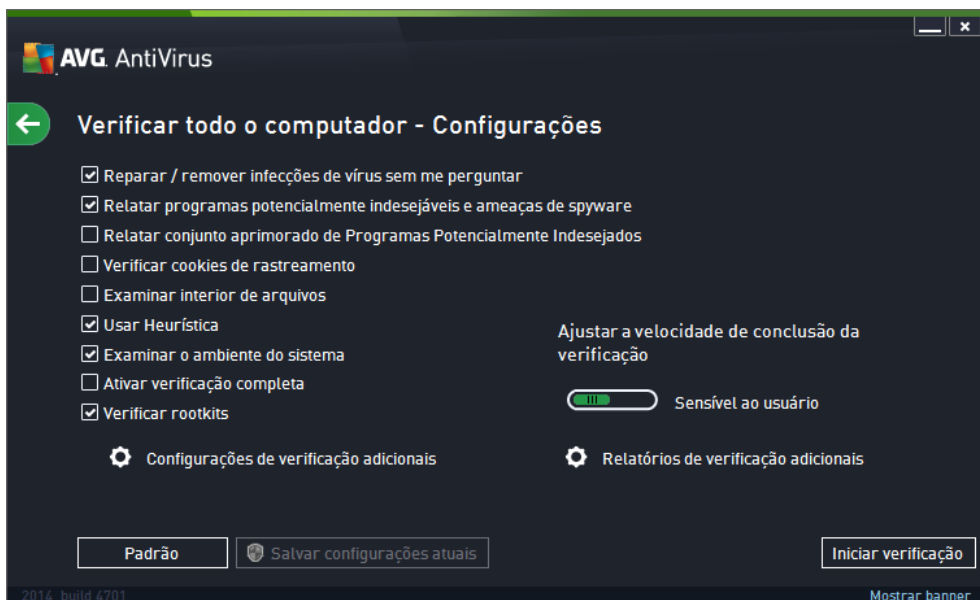 AVG. AntiVirus
Verificar todo o computador - Configurações
Reparar / remover infecções de vírus sem me perguntar
Relatar programas potencialmente indesejáveis e ameaças de spyware
Relatar conjunto aprimorado de Programas Potencialmente Indesejados
Verificar cookies de rastreamento
Examinar interior de arquivos
Usar Heurística
Examinar o ambiente do sistema
Ativar verificação completa
Verificar rootkits
Ajustar a velocidade de conclusão da
verificação
Sensível ao usuário
Configurações de verificação adicionais
Relatórios de verificação adicionais
Padrão
Salvar configurações atuais
Iniciar verificação
2014 build 4701
Mostrar banner